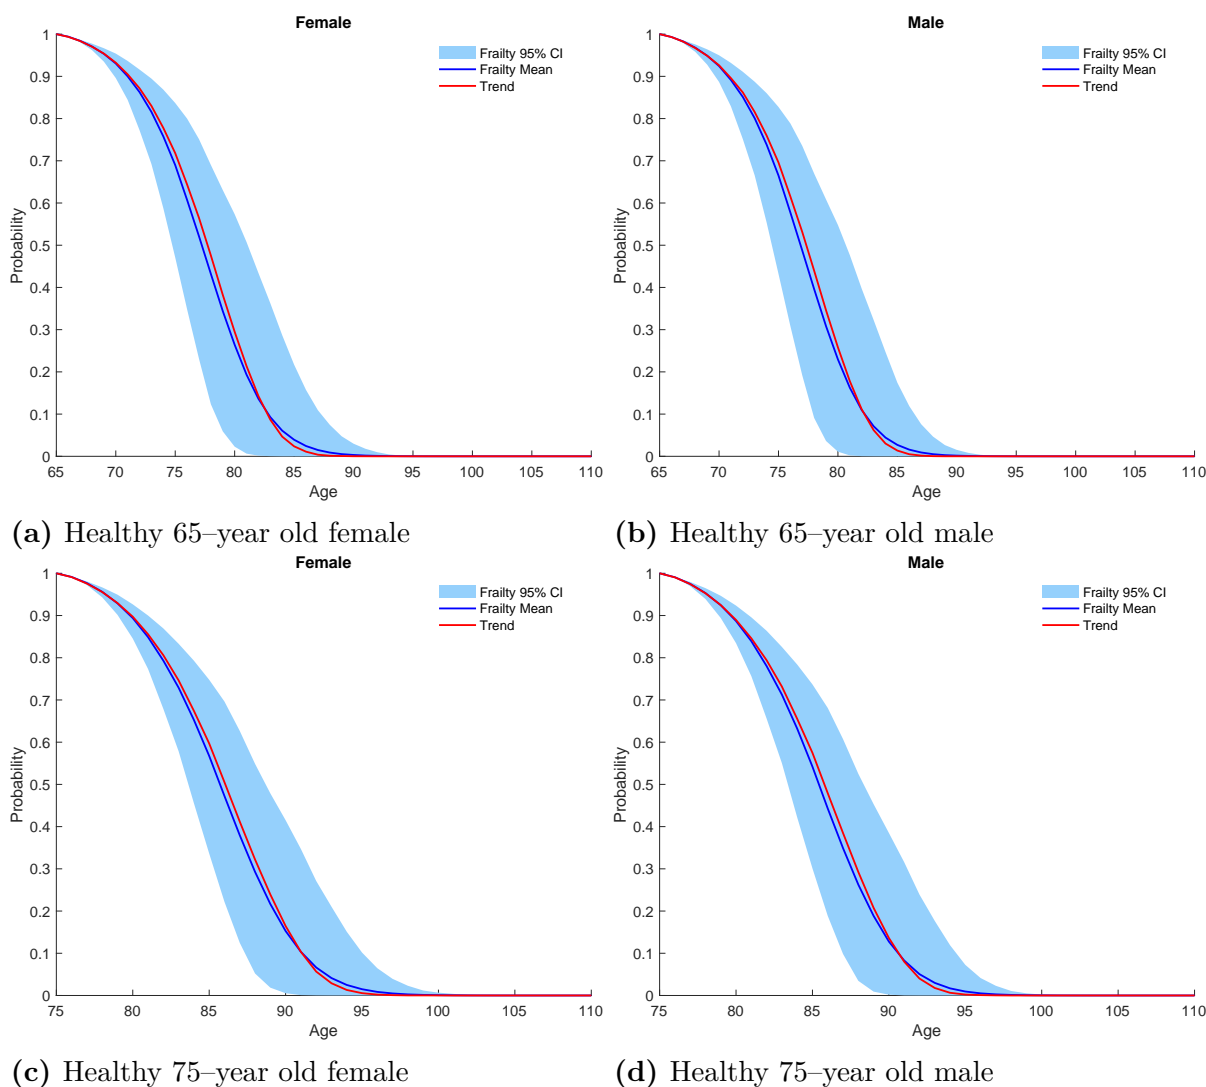 Female
Probability
1
0.9
0.8
0.7
0.6
0.5
0.4
0.3
0.2
0.1
0
Frailty 95% CI
Frailty Mean
Trend
65 70 75 80 85 90 95 100 105 110
Age
(a) Healthy 65–year old female
Male
Probability
1
0.9
0.8
0.7
0.6
0.5
0.4
0.3
0.2
0.1
0
Frailty 95% CI
Frailty Mean
Trend
65 70 75 80 85 90 95 100 105 110
Age
(b) Healthy 65–year old male
Female
Probability
1
0.9
0.8
0.7
0.6
0.5
0.4
0.3
0.2
0.1
0
Frailty 95% CI
Frailty Mean
Trend
75 80 85 90 95 100 105 110
Age
(c) Healthy 75–year old female
Male
Probability
1
0.9
0.8
0.7
0.6
0.5
0.4
0.3
0.2
0.1
0
Frailty 95% CI
Frailty Mean
Trend
75 80 85 90 95 100 105 110
Age
(d) Healthy 75–year old male